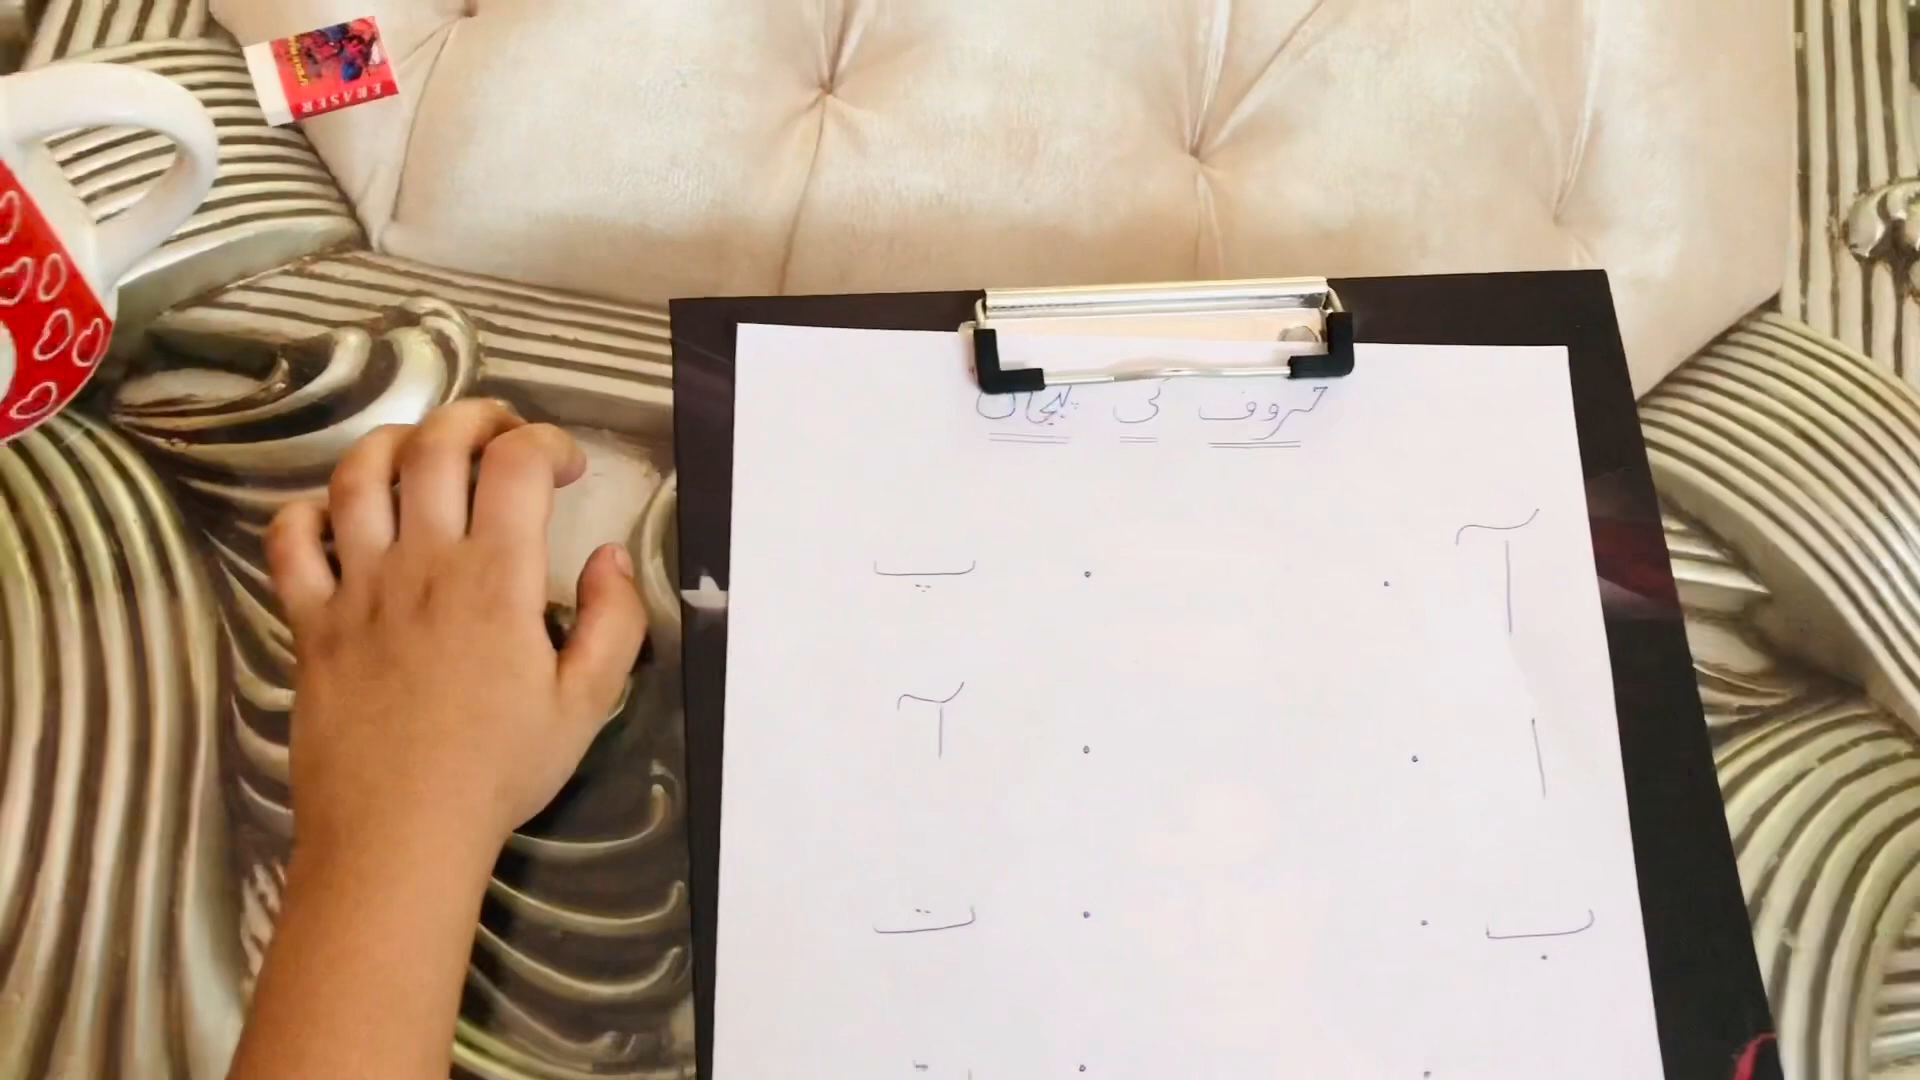 ERASER
حروف کی پہچان
آ پ
ا آ
ب ت